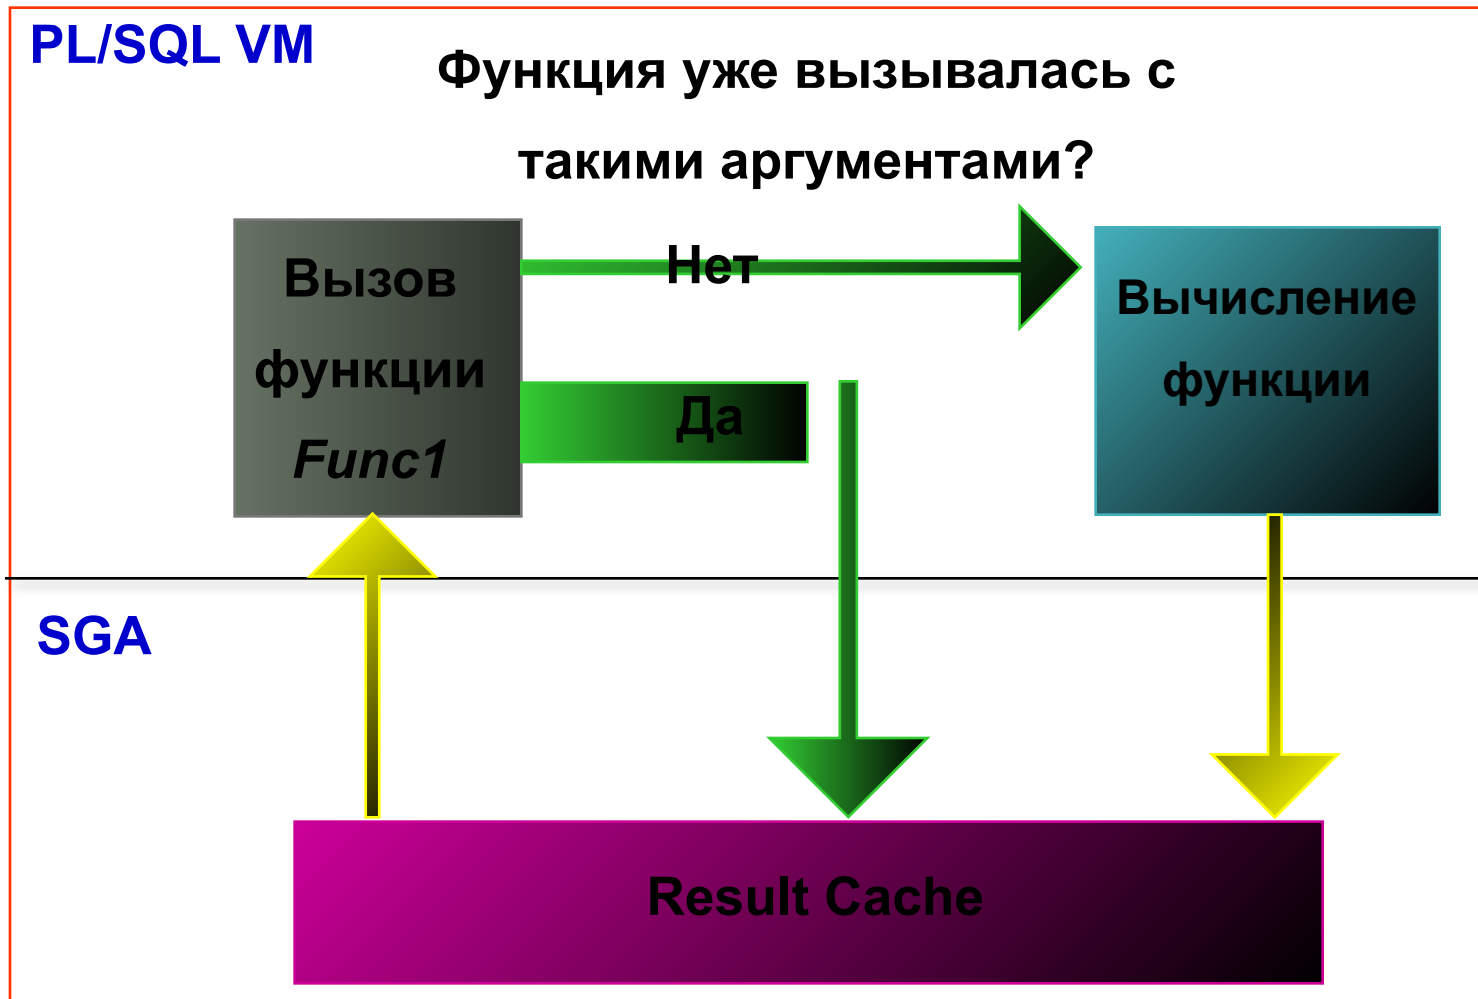 PL/SQL VM
Функция уже вызывалась с
такими аргументами?
Нет
Вызов
функции
Func1
Да
Вычисление
функции
SGA
Result Cache